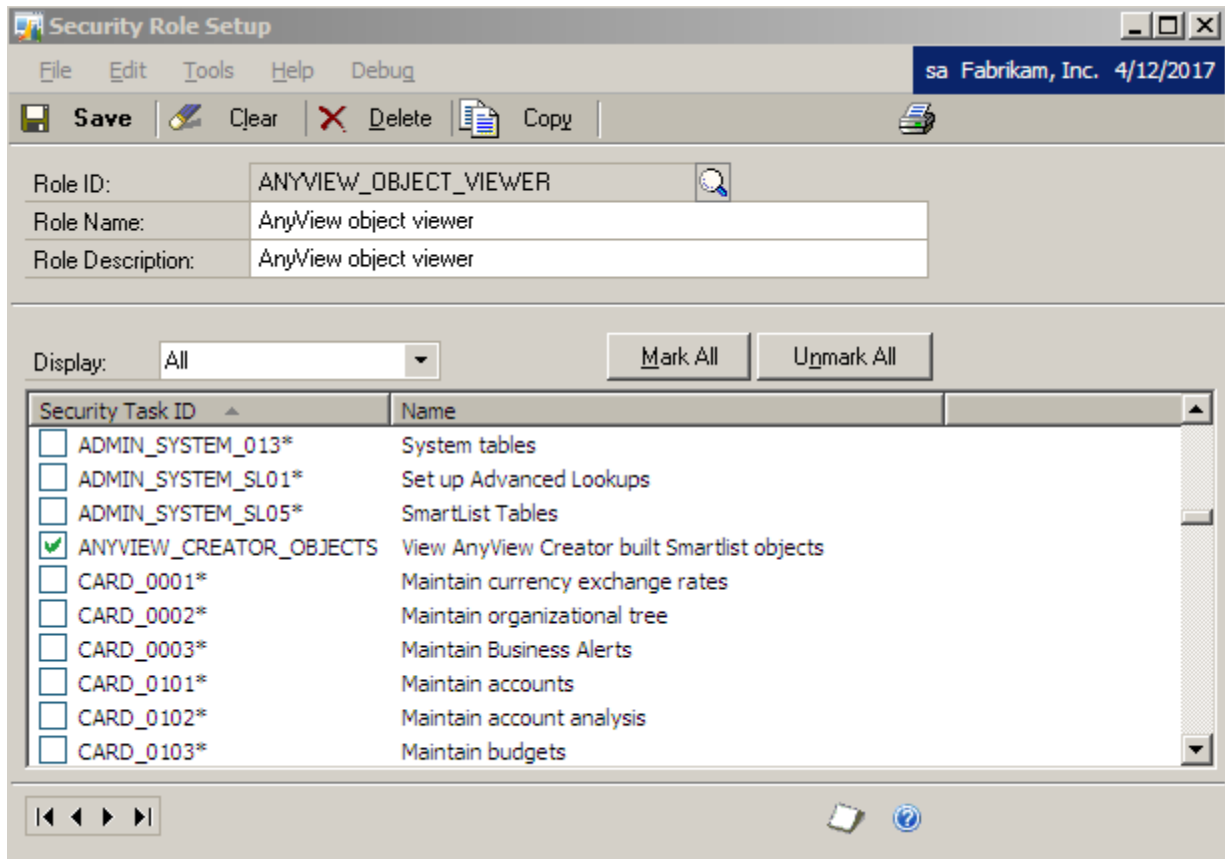 Security Role Setup
File Edit Tools Help Debug sa Fabrikam, Inc. 4/12/2017
Save Clear Delete Copy
Role ID: ANYVIEW_OBJECT_VIEWER
Role Name: AnyView object viewer
Role Description: AnyView object viewer
Display: All Mark All Unmark All
Security Task ID Name
ADMIN_SYSTEM_013* System tables
ADMIN_SYSTEM_SL01* Set up Advanced Lookups
ADMIN_SYSTEM_SL05* SmartList Tables
ANYVIEW_CREATOR_OBJECTS View AnyView Creator built Smartlist objects
CARD_0001* Maintain currency exchange rates
CARD_0002* Maintain organizational tree
CARD_0003* Maintain Business Alerts
CARD_0101* Maintain accounts
CARD_0102* Maintain account analysis
CARD_0103* Maintain budgets